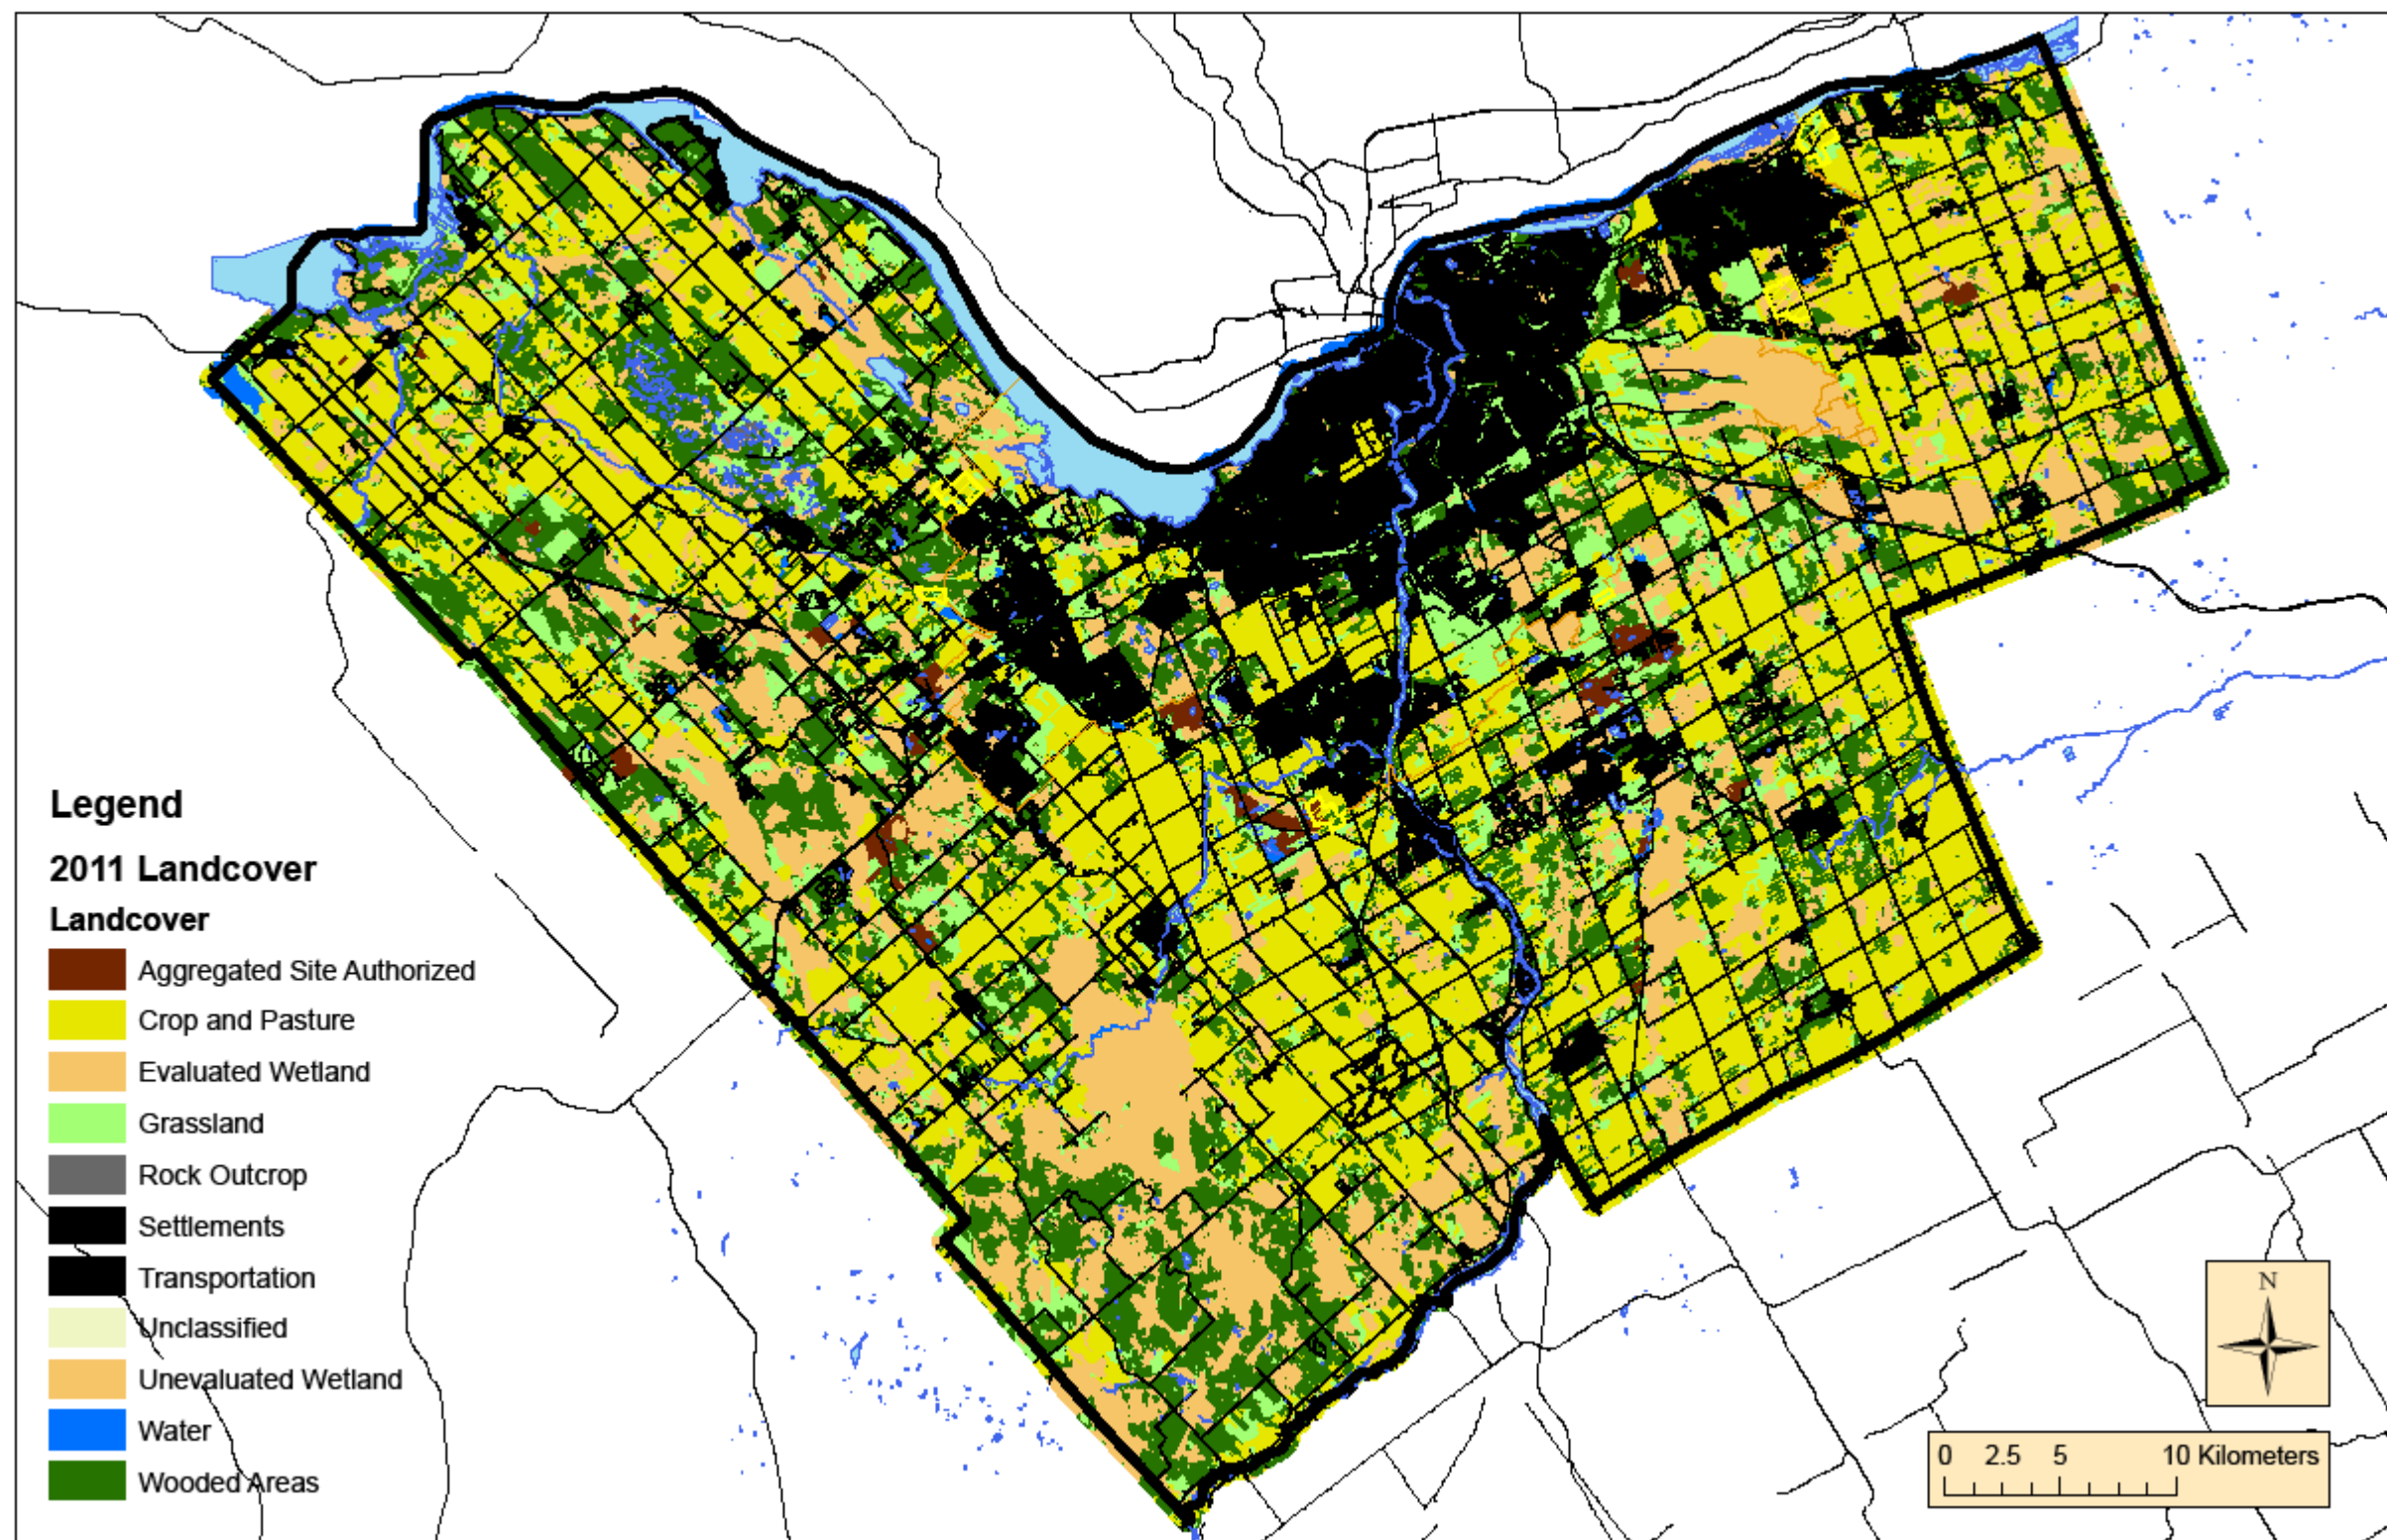 Legend
2011 Landcover
Landcover
Aggregated Site Authorized
Crop and Pasture
Evaluated Wetland
Grassland
Rock Outcrop
Settlements
Transportation
Unclassified
Unevaluated Wetland
Water
Wooded Areas
N
0 2.5 5 10 Kilometers